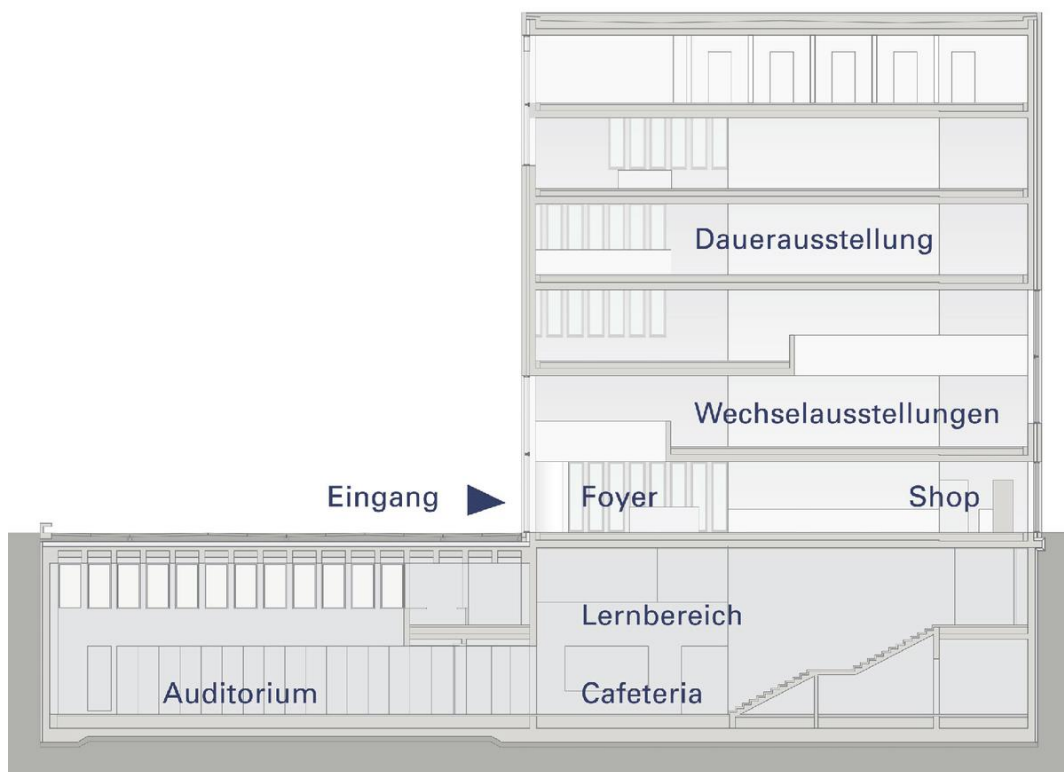 Dauerausstellung
Wechselausstellungen
Eingang Foyer Shop
Lernbereich
Auditorium Cafeteria